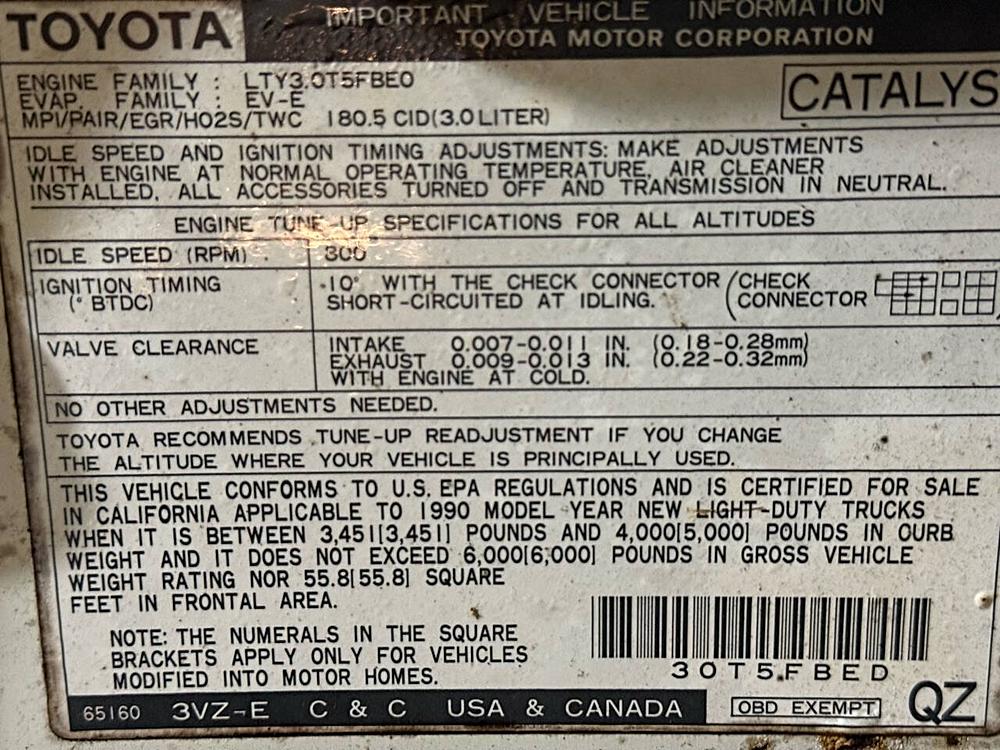 TOYOTA
IMPORTANT VEHICLE INFORMATION
TOYOTA MOTOR CORPORATION
ENGINE FAMILY : LTY3.0T5FBE0
EVAP. FAMILY : EV-E
MPI/PAIR/EGR/HO2S/TWC 180.5 CID(3.0 LITER)
CATALYS
IDLE SPEED AND IGNITION TIMING ADJUSTMENTS: MAKE ADJUSTMENTS
WITH ENGINE AT NORMAL OPERATING TEMPERATURE, AIR CLEANER
INSTALLED, ALL ACCESSORIES TURNED OFF AND TRANSMISSION IN NEUTRAL.
ENGINE TUNE-UP SPECIFICATIONS FOR ALL ALTITUDES
IDLE SPEED (RPM)
IGNITION TIMING
(° BTDC)
10° WITH THE CHECK CONNECTOR
SHORT-CIRCUITED AT IDLING.
(CHECK
CONNECTOR
VALVE CLEARANCE
INTAKE 0.007-0.011 IN. (0.18-0.28mm)
EXHAUST 0.009-0.013 IN. (0.22-0.32mm)
WITH ENGINE AT COLD.
NO OTHER ADJUSTMENTS NEEDED.
TOYOTA RECOMMENDS TUNE-UP READJUSTMENT IF YOU CHANGE
THE ALTITUDE WHERE YOUR VEHICLE IS PRINCIPALLY USED.
THIS VEHICLE CONFORMS TO U.S. EPA REGULATIONS AND IS CERTIFIED FOR SALE
IN CALIFORNIA APPLICABLE TO 1990 MODEL YEAR NEW LIGHT-DUTY TRUCKS
WHEN IT IS BETWEEN 3,451[3,451] POUNDS AND 4,000[5,000] POUNDS IN CURB
WEIGHT AND IT DOES NOT EXCEED 6,000[6,000] POUNDS IN GROSS VEHICLE
WEIGHT RATING NOR 55.8[55.8] SQUARE
FEET IN FRONTAL AREA.
NOTE: THE NUMERALS IN THE SQUARE
BRACKETS APPLY ONLY FOR VEHICLES
MODIFIED INTO MOTOR HOMES.
30T5.FBED
65160 3VZ-E C & C USA & CANADA
OBD EXEMPT
QZ